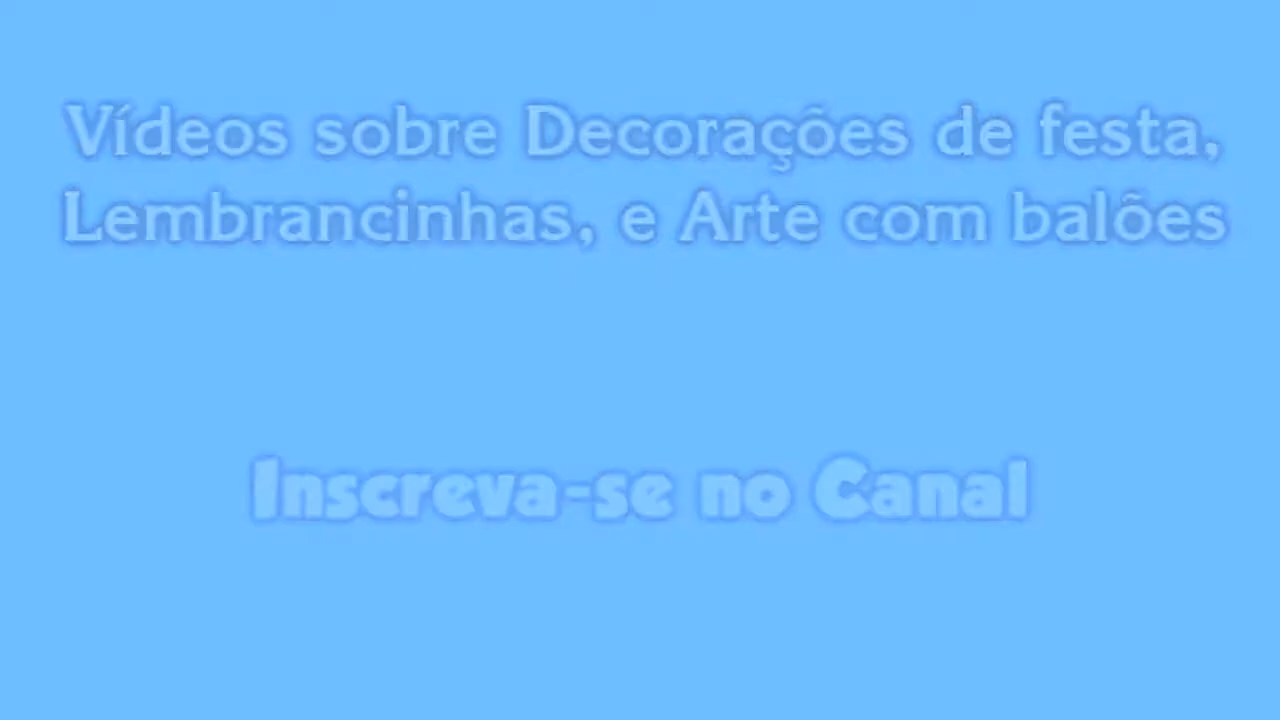 Vídeos sobre Decorações de festa,
Lembrancinhas, e Arte com balões
Inscreva-se no Canal